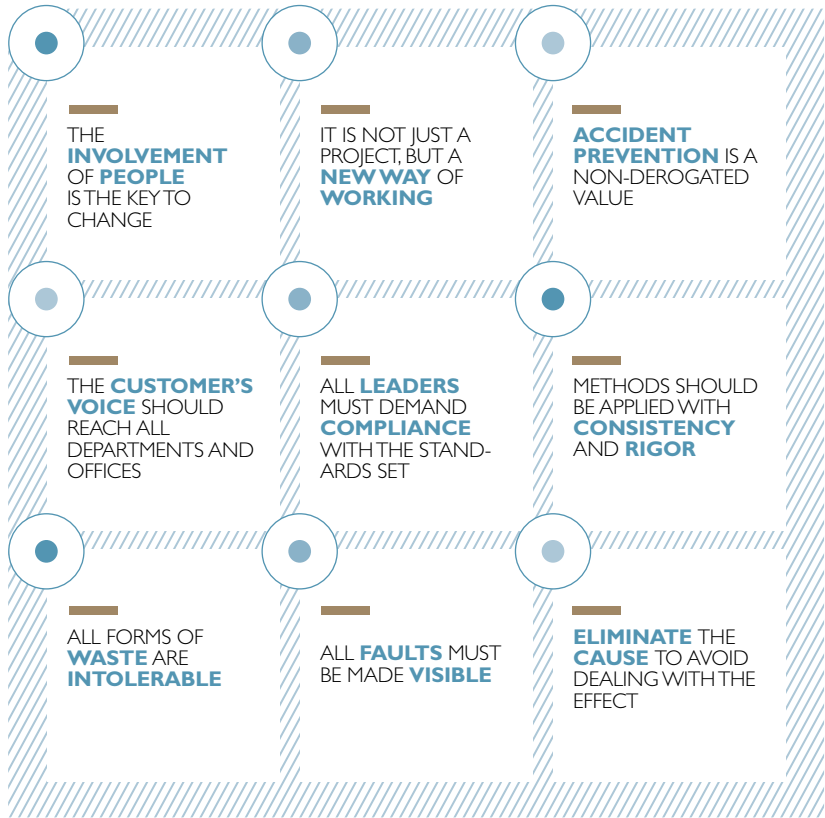 THE
INVOLVEMENT
OF PEOPLE
IS THE KEY TO
CHANGE
IT IS NOT JUST A
PROJECT, BUT A
NEW WAY OF
WORKING
ACCIDENT
PREVENTION IS A
NON-DEROGATED
VALUE
THE CUSTOMER'S
VOICE SHOULD
REACH ALL
DEPARTMENTS AND
OFFICES
ALL LEADERS
MUST DEMAND
COMPLIANCE
WITH THE STAND-
ARDS SET
METHODS SHOULD
BE APPLIED WITH
CONSISTENCY
AND RIGOR
ALL FORMS OF
WASTE ARE
INTOLERABLE
ALL FAULTS MUST
BE MADE VISIBLE
ELIMINATE THE
CAUSE TO AVOID
DEALING WITH THE
EFFECT